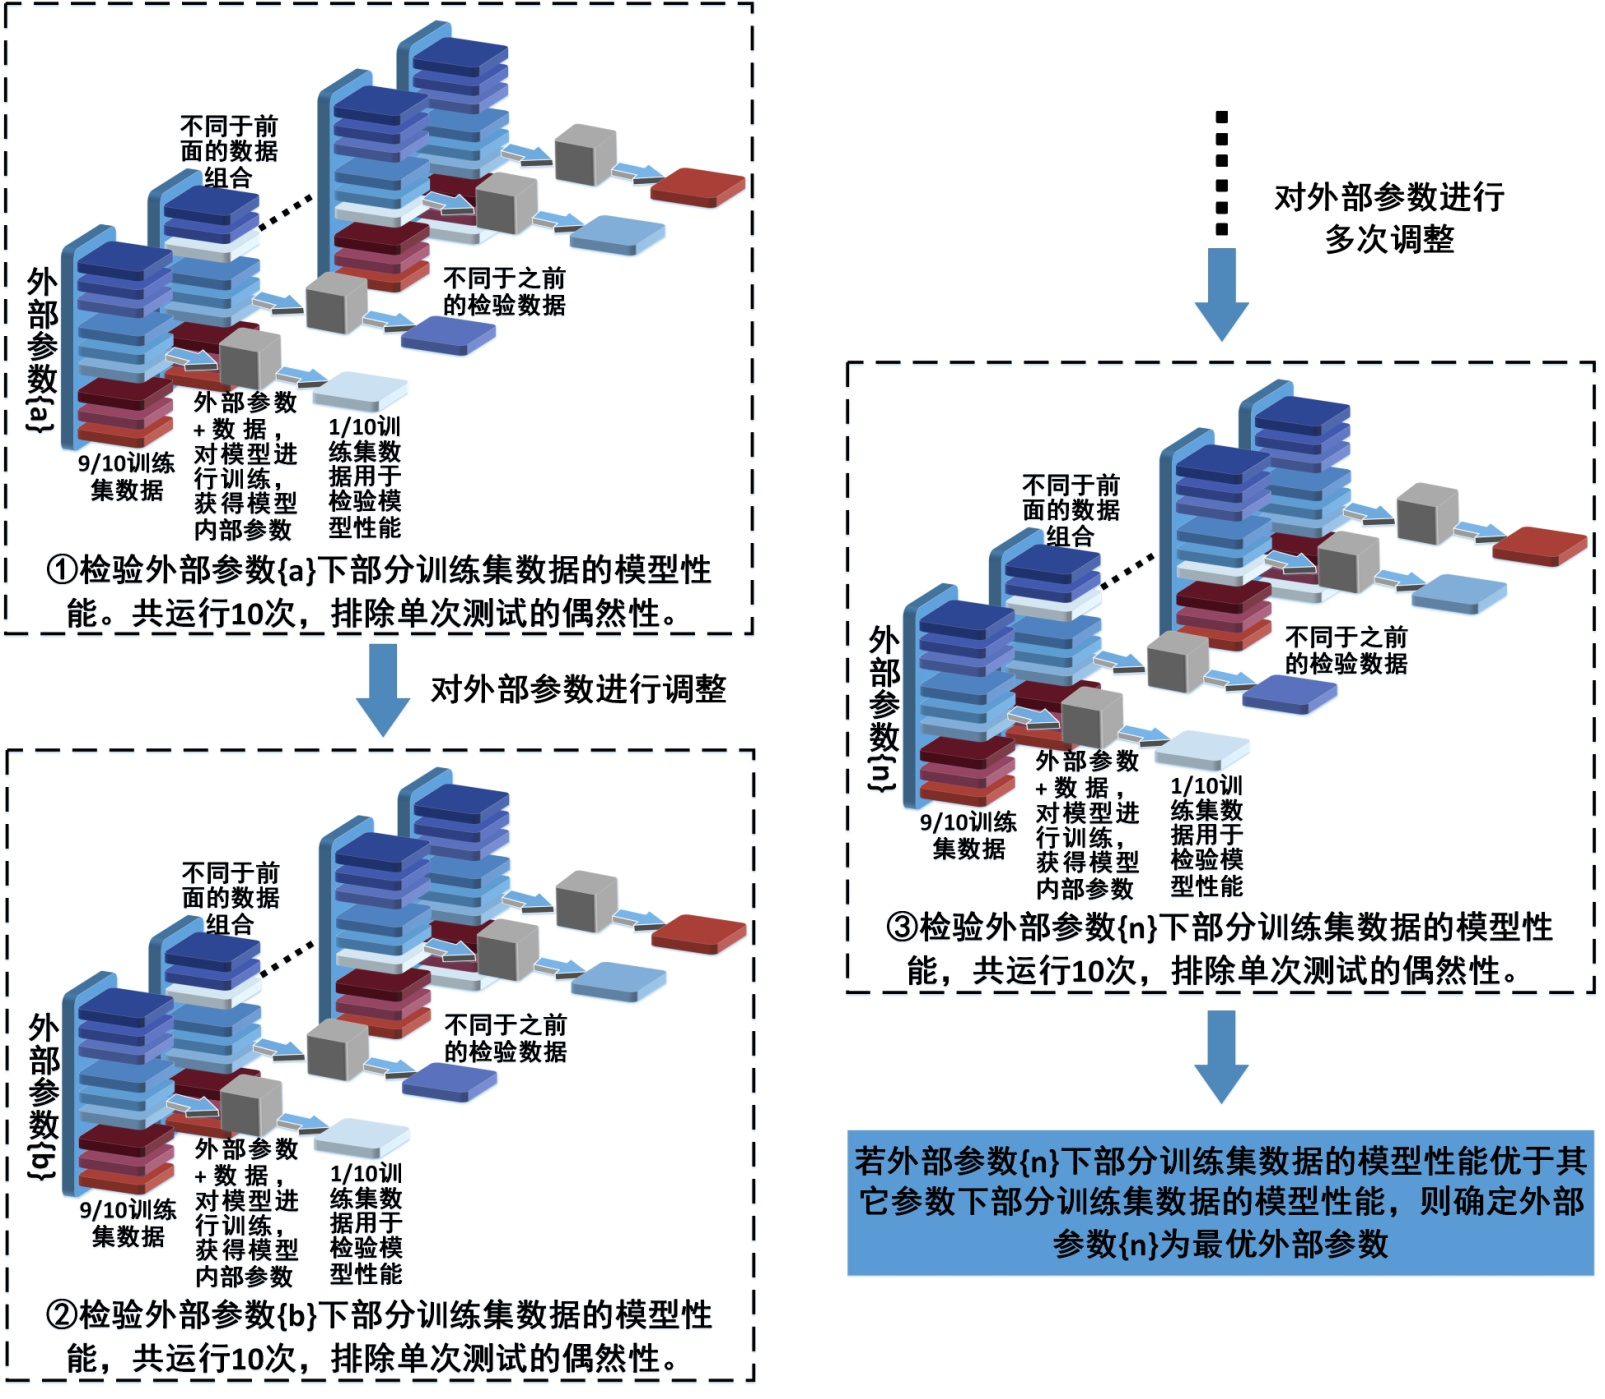 不同于前
面的数据
组合
外部参数{a}
不同于之前
的检验数据
9/10训练
集数据
外部参数
+数据，
对模型进
行训练，
获得模型
内部参数
1/10训
练集数
据用于
检验模
型性能
①检验外部参数{a}下部分训练集数据的模型性
能。共运行10次，排除单次测试的偶然性。
对外部参数进行调整
不同于前
面的数据
组合
外部参数{b}
不同于之前
的检验数据
9/10训练
集数据
外部参数
+数据，
对模型进
行训练，
获得模型
内部参数
1/10训
练集数
据用于
检验模
型性能
②检验外部参数{b}下部分训练集数据的模型性
能，共运行10次，排除单次测试的偶然性。
对外部参数进行
多次调整
不同于前
面的数据
组合
外部参数{n}
不同于之前
的检验数据
9/10训练
集数据
外部参数
+数据，
对模型进
行训练，
获得模型
内部参数
1/10训
练集数
据用于
检验模
型性能
③检验外部参数{n}下部分训练集数据的模型性
能，共运行10次，排除单次测试的偶然性。
若外部参数{n}下部分训练集数据的模型性能优于其
它参数下部分训练集数据的模型性能，则确定外部
参数{n}为最优外部参数